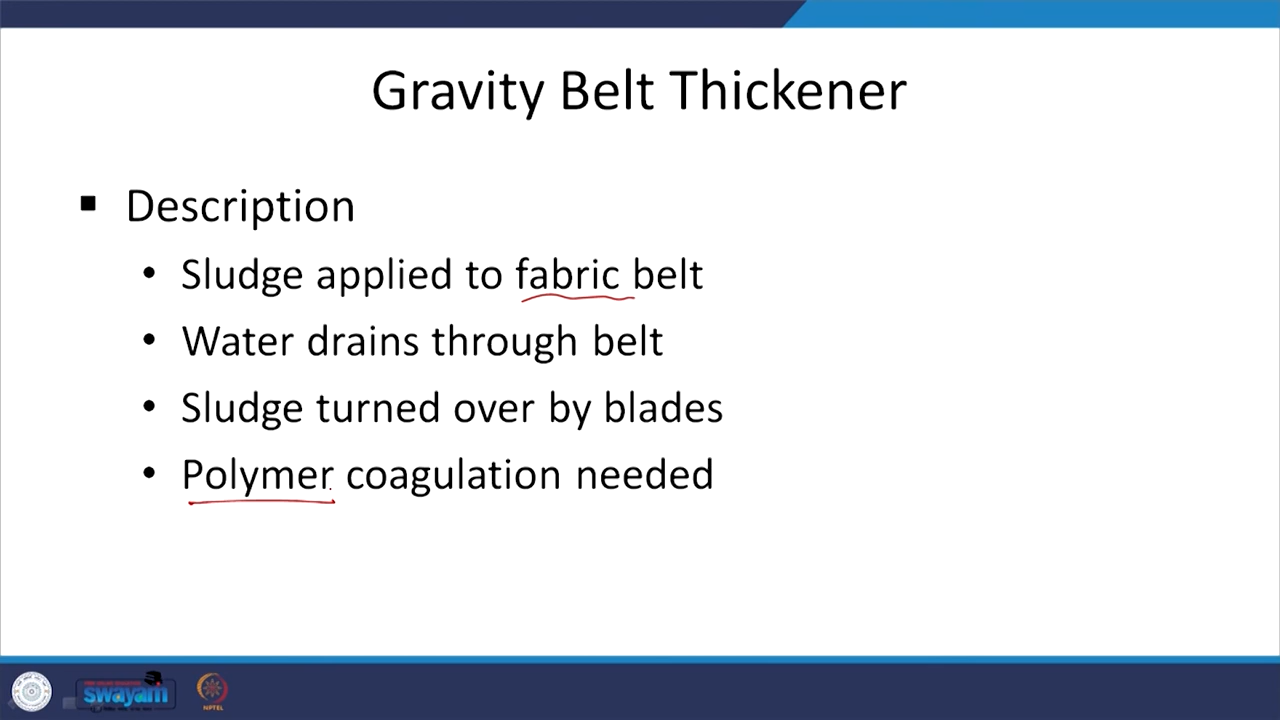 Gravity Belt Thickener
▪ Description
• Sludge applied to fabric belt
• Water drains through belt
• Sludge turned over by blades
• Polymer coagulation needed
swayam
NPTEL